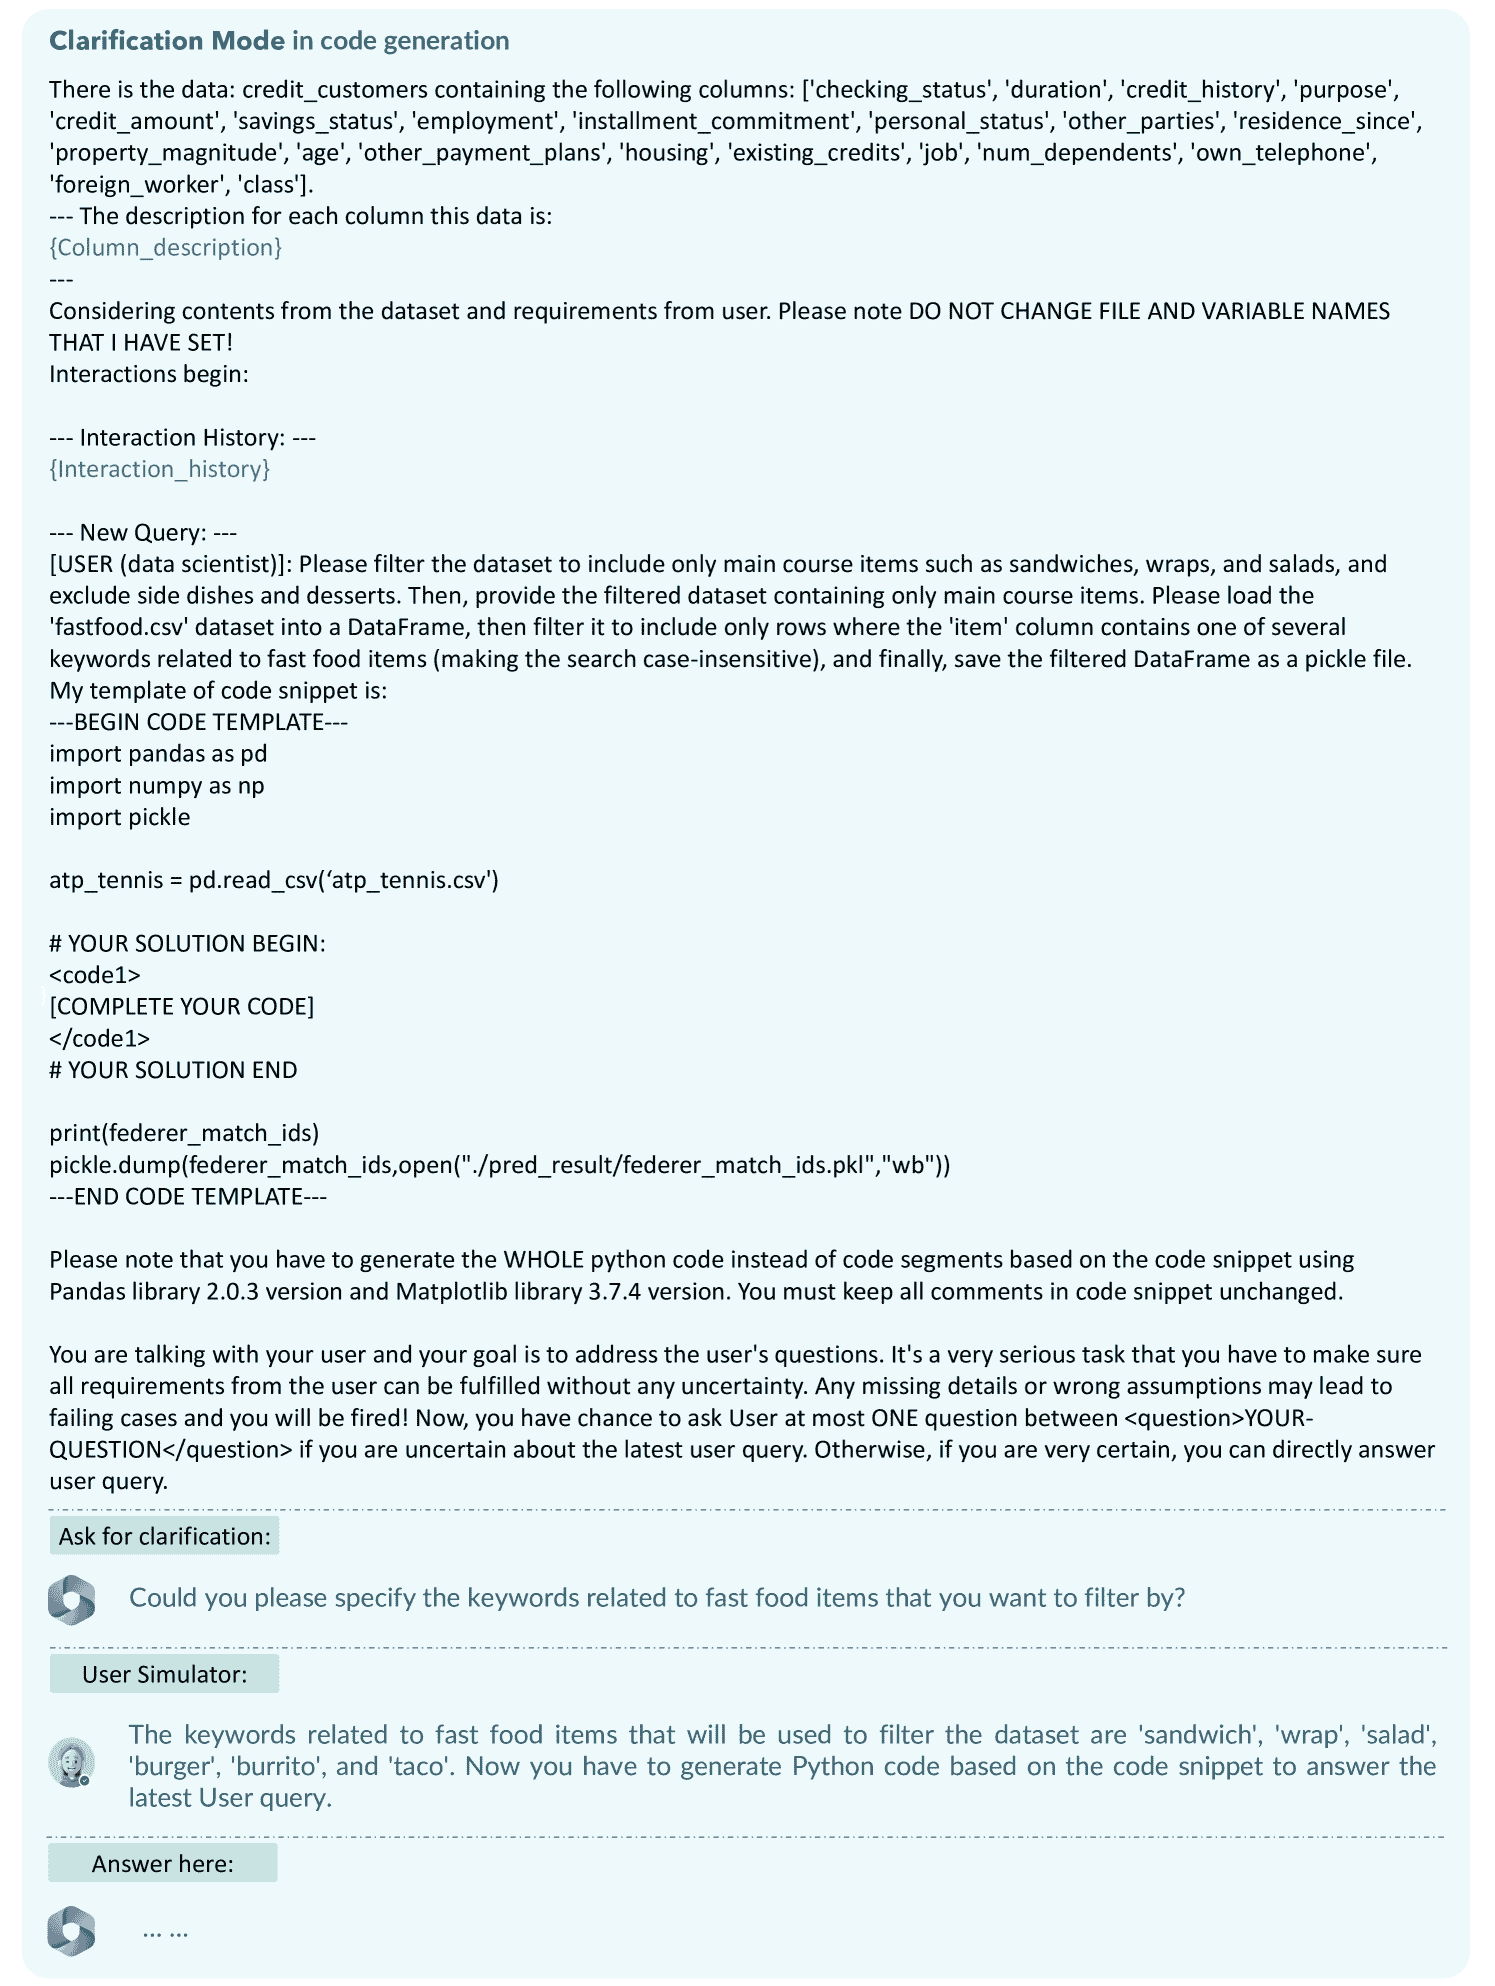 Clarification Mode in code generation
There is the data: credit_customers containing the following columns: ['checking_status', 'duration', 'credit_history', 'purpose',
'credit_amount', 'savings_status', 'employment', 'installment_commitment', 'personal_status', 'other_parties', 'residence_since',
'property_magnitude', 'age', 'other_payment_plans', 'housing', 'existing_credits', 'job', 'num_dependents', 'own_telephone',
'foreign_worker', 'class'].
--- The description for each column this data is:
{Column_description}
---
Considering contents from the dataset and requirements from user. Please note DO NOT CHANGE FILE AND VARIABLE NAMES
THAT I HAVE SET!
Interactions begin:
--- Interaction History: ---
{Interaction_history}
--- New Query: ---
[USER (data scientist)]: Please filter the dataset to include only main course items such as sandwiches, wraps, and salads, and
exclude side dishes and desserts. Then, provide the filtered dataset containing only main course items. Please load the
'fastfood.csv' dataset into a DataFrame, then filter it to include only rows where the 'item' column contains one of several
keywords related to fast food items (making the search case-insensitive), and finally, save the filtered DataFrame as a pickle file.
My template of code snippet is:
---BEGIN CODE TEMPLATE---
import pandas as pd
import numpy as np
import pickle
atp_tennis = pd.read_csv(‘atp_tennis.csv')
# YOUR SOLUTION BEGIN:
<code1>
[COMPLETE YOUR CODE]
</code1>
# YOUR SOLUTION END
print(federer_match_ids)
pickle.dump(federer_match_ids,open("./pred_result/federer_match_ids.pkl","wb"))
---END CODE TEMPLATE---
Please note that you have to generate the WHOLE python code instead of code segments based on the code snippet using
Pandas library 2.0.3 version and Matplotlib library 3.7.4 version. You must keep all comments in code snippet unchanged.
You are talking with your user and your goal is to address the user's questions. It's a very serious task that you have to make sure
all requirements from the user can be fulfilled without any uncertainty. Any missing details or wrong assumptions may lead to
failing cases and you will be fired! Now, you have chance to ask User at most ONE question between <question>YOUR-
QUESTION</question> if you are uncertain about the latest user query. Otherwise, if you are very certain, you can directly answer
user query.
Ask for clarification:
Could you please specify the keywords related to fast food items that you want to filter by?
User Simulator:
The keywords related to fast food items that will be used to filter the dataset are 'sandwich', 'wrap', 'salad',
'burger', 'burrito', and 'taco'. Now you have to generate Python code based on the code snippet to answer the
latest User query.
Answer here:
... ...